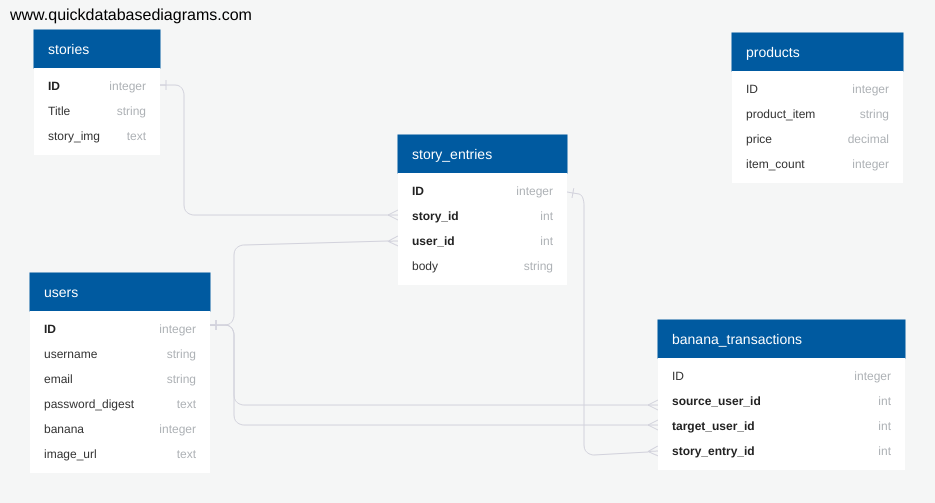 www.quickdatabasediagrams.com
stories
ID integer
Title string
story_img text
products
ID integer
product_item string
price decimal
item_count integer
story_entries
ID integer
story_id int
user_id int
body string
users
ID integer
username string
email string
password_digest text
banana integer
image_url text
banana_transactions
ID integer
source_user_id int
target_user_id int
story_entry_id int